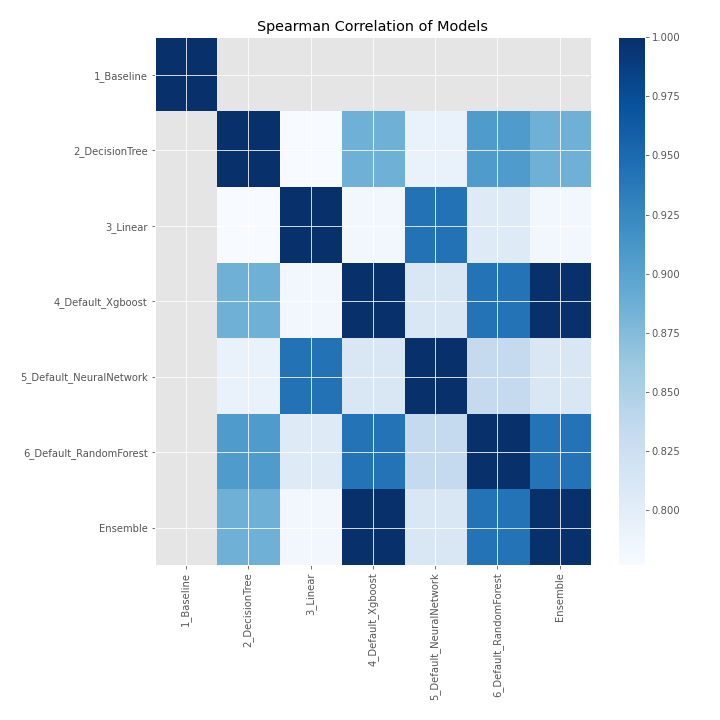 Spearman Correlation of Models
1_Baseline
2_DecisionTree
3_Linear
4_Default_Xgboost
5_Default_NeuralNetwork
6_Default_RandomForest
Ensemble
1_Baseline
2_DecisionTree
3_Linear
4_Default_Xgboost
5_Default_NeuralNetwork
6_Default_RandomForest
Ensemble
1.000
0.975
0.950
0.925
0.900
0.875
0.850
0.825
0.800